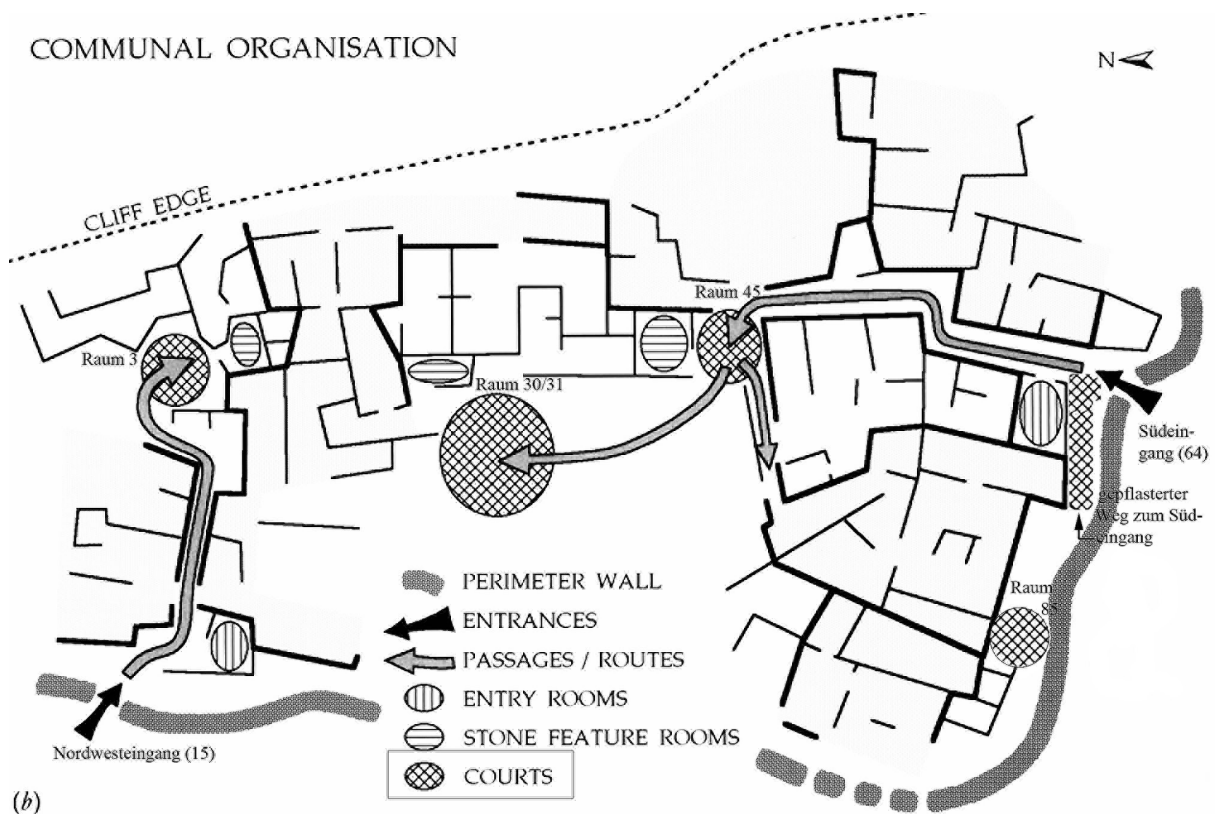 COMMUNAL ORGANISATION
N
CLIFF EDGE
Raum 45
Raum 3
Raum 30/31
Südein-
gang (64)
gepflasterter
Weg zum Süd-
eingang
Raum
85
PERIMETER WALL
ENTRANCES
PASSAGES / ROUTES
ENTRY ROOMS
STONE FEATURE ROOMS
COURTS
Nordwesteingang (15)
(b)